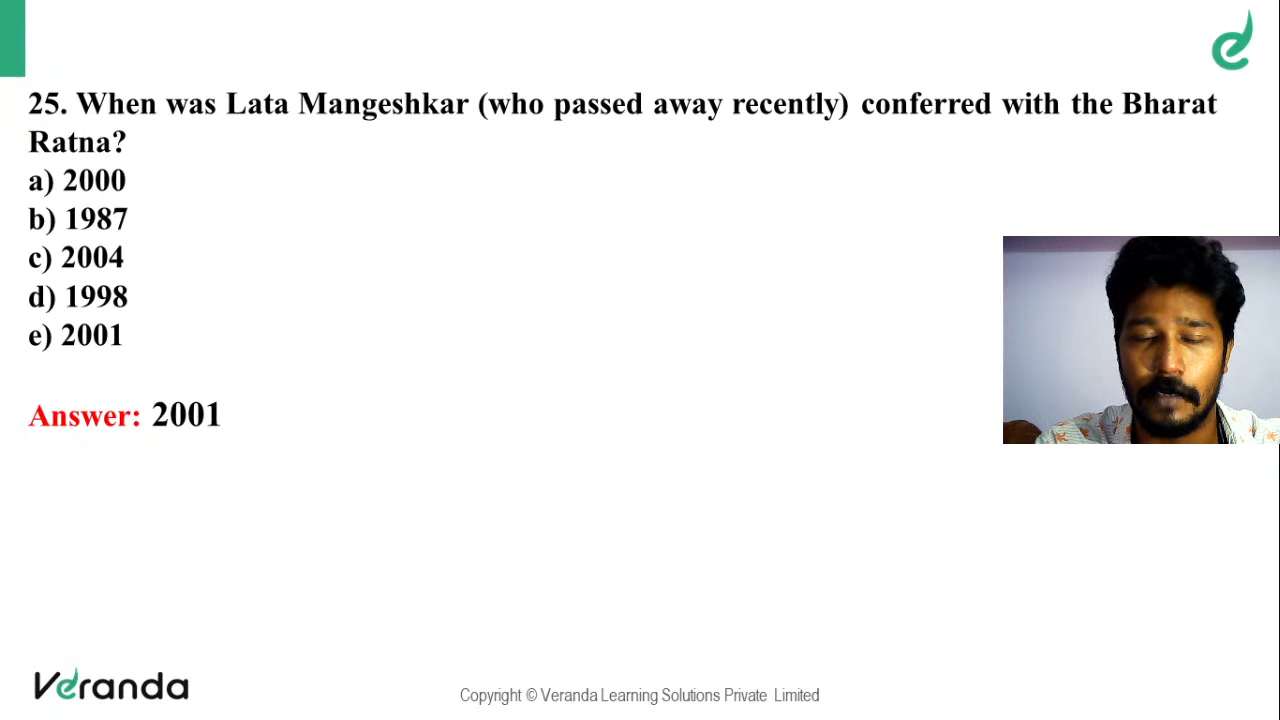 25. When was Lata Mangeshkar (who passed away recently) conferred with the Bharat
Ratna?
a) 2000
b) 1987
c) 2004
d) 1998
e) 2001
Answer: 2001
Veranda
Copyright © Veranda Learning Solutions Private Limited